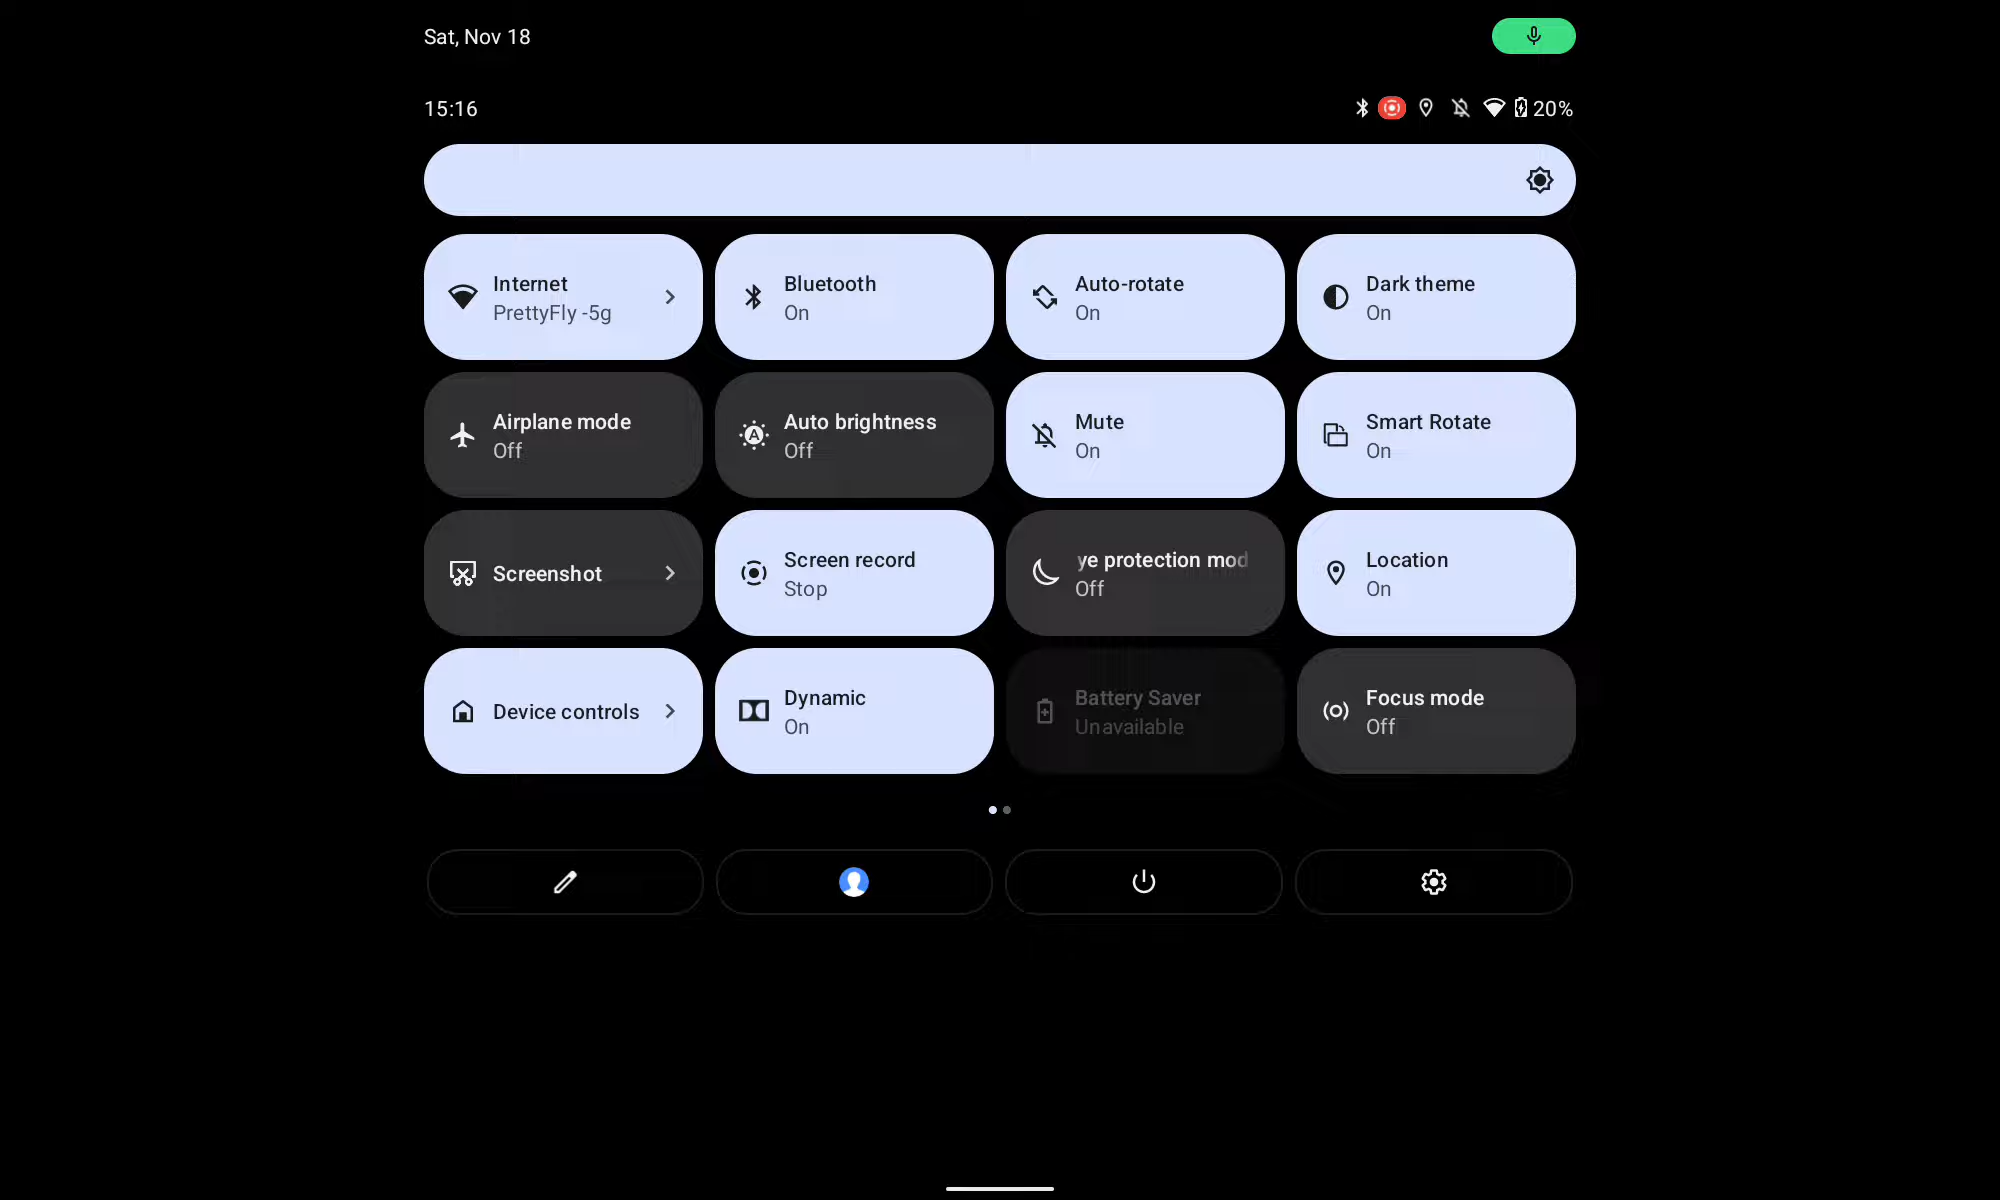 Sat, Nov 18
15:16
20%
Internet
PrettyFly -5g
Bluetooth
On
Auto-rotate
On
Dark theme
On
Airplane mode
Off
Auto brightness
Off
Mute
On
Smart Rotate
On
Screenshot
Screen record
Stop
ye protection mod
Off
Location
On
Device controls
Dynamic
On
Battery Saver
Unavailable
Focus mode
Off